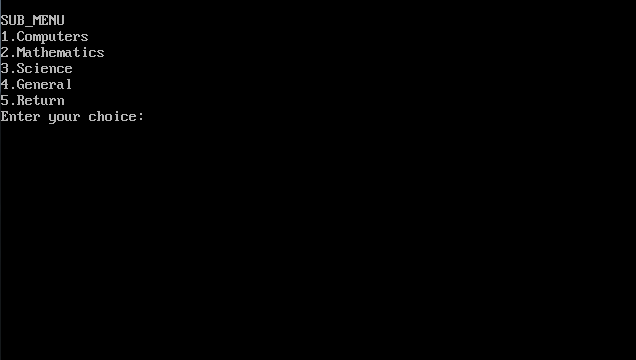 SUB_MENU
1.Computers
2.Mathematics
3.Science
4.General
5.Return
Enter your choice: